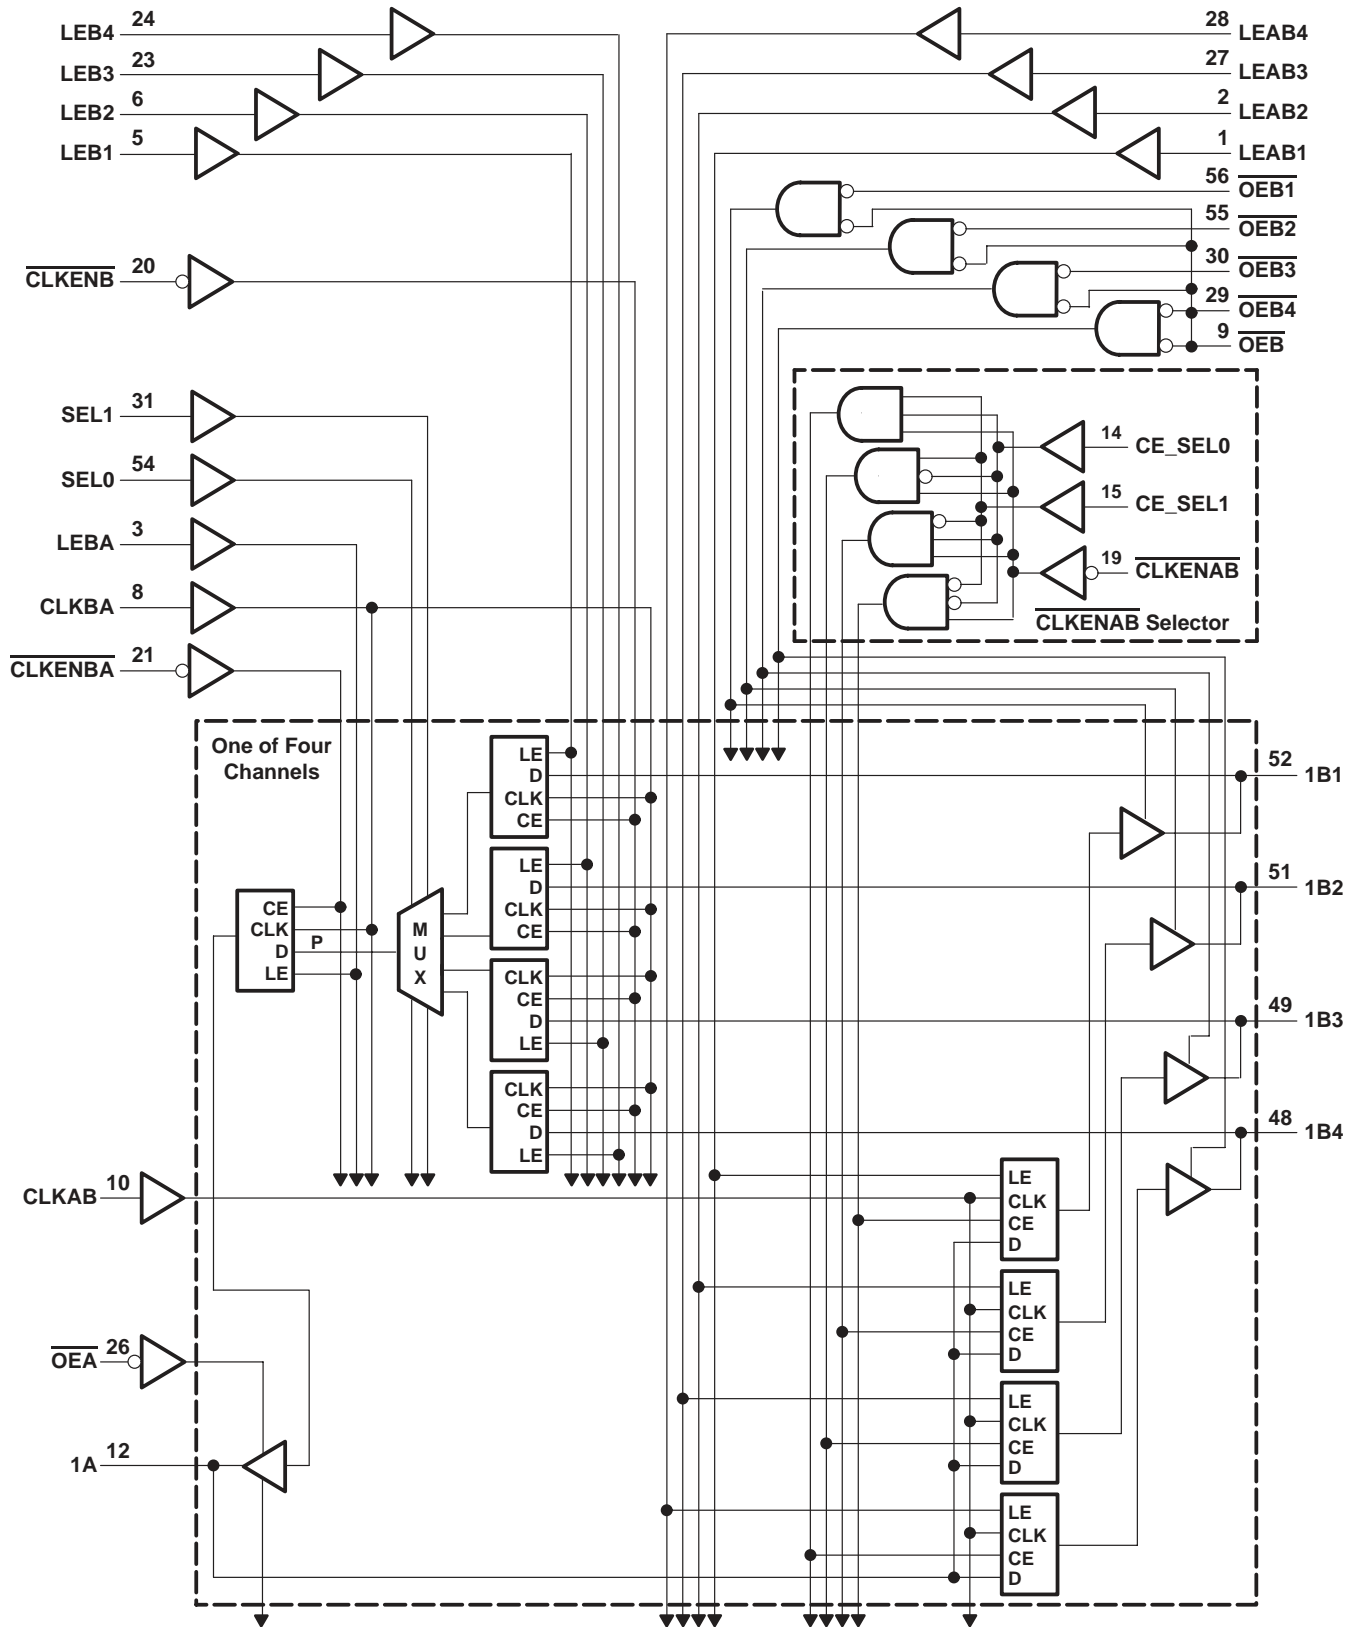 LEB4 24
LEB3 23
LEB2 6
LEB1 5
CLKENB 20
SEL1 31
SEL0 54
LEBA 3
CLKBA 8
CLKENBA 21
28 LEAB4
27 LEAB3
2 LEAB2
1 LEAB1
56 OEB1
55 OEB2
30 OEB3
29 OEB4
9 OEB
14 CE_SEL0
15 CE_SEL1
19 CLKENAB
CLKENAB Selector
One of Four
Channels
LE
D
CLK
CE
LE
D
CLK
CE
CE
CLK
D
LE
P
M
U
X
CLK
CE
D
LE
CLK
CE
D
LE
52 1B1
51 1B2
49 1B3
48 1B4
CLKAB 10
LE
CLK
CE
D
LE
CLK
CE
D
OEA 26
LE
CLK
CE
D
1A 12
LE
CLK
CE
D